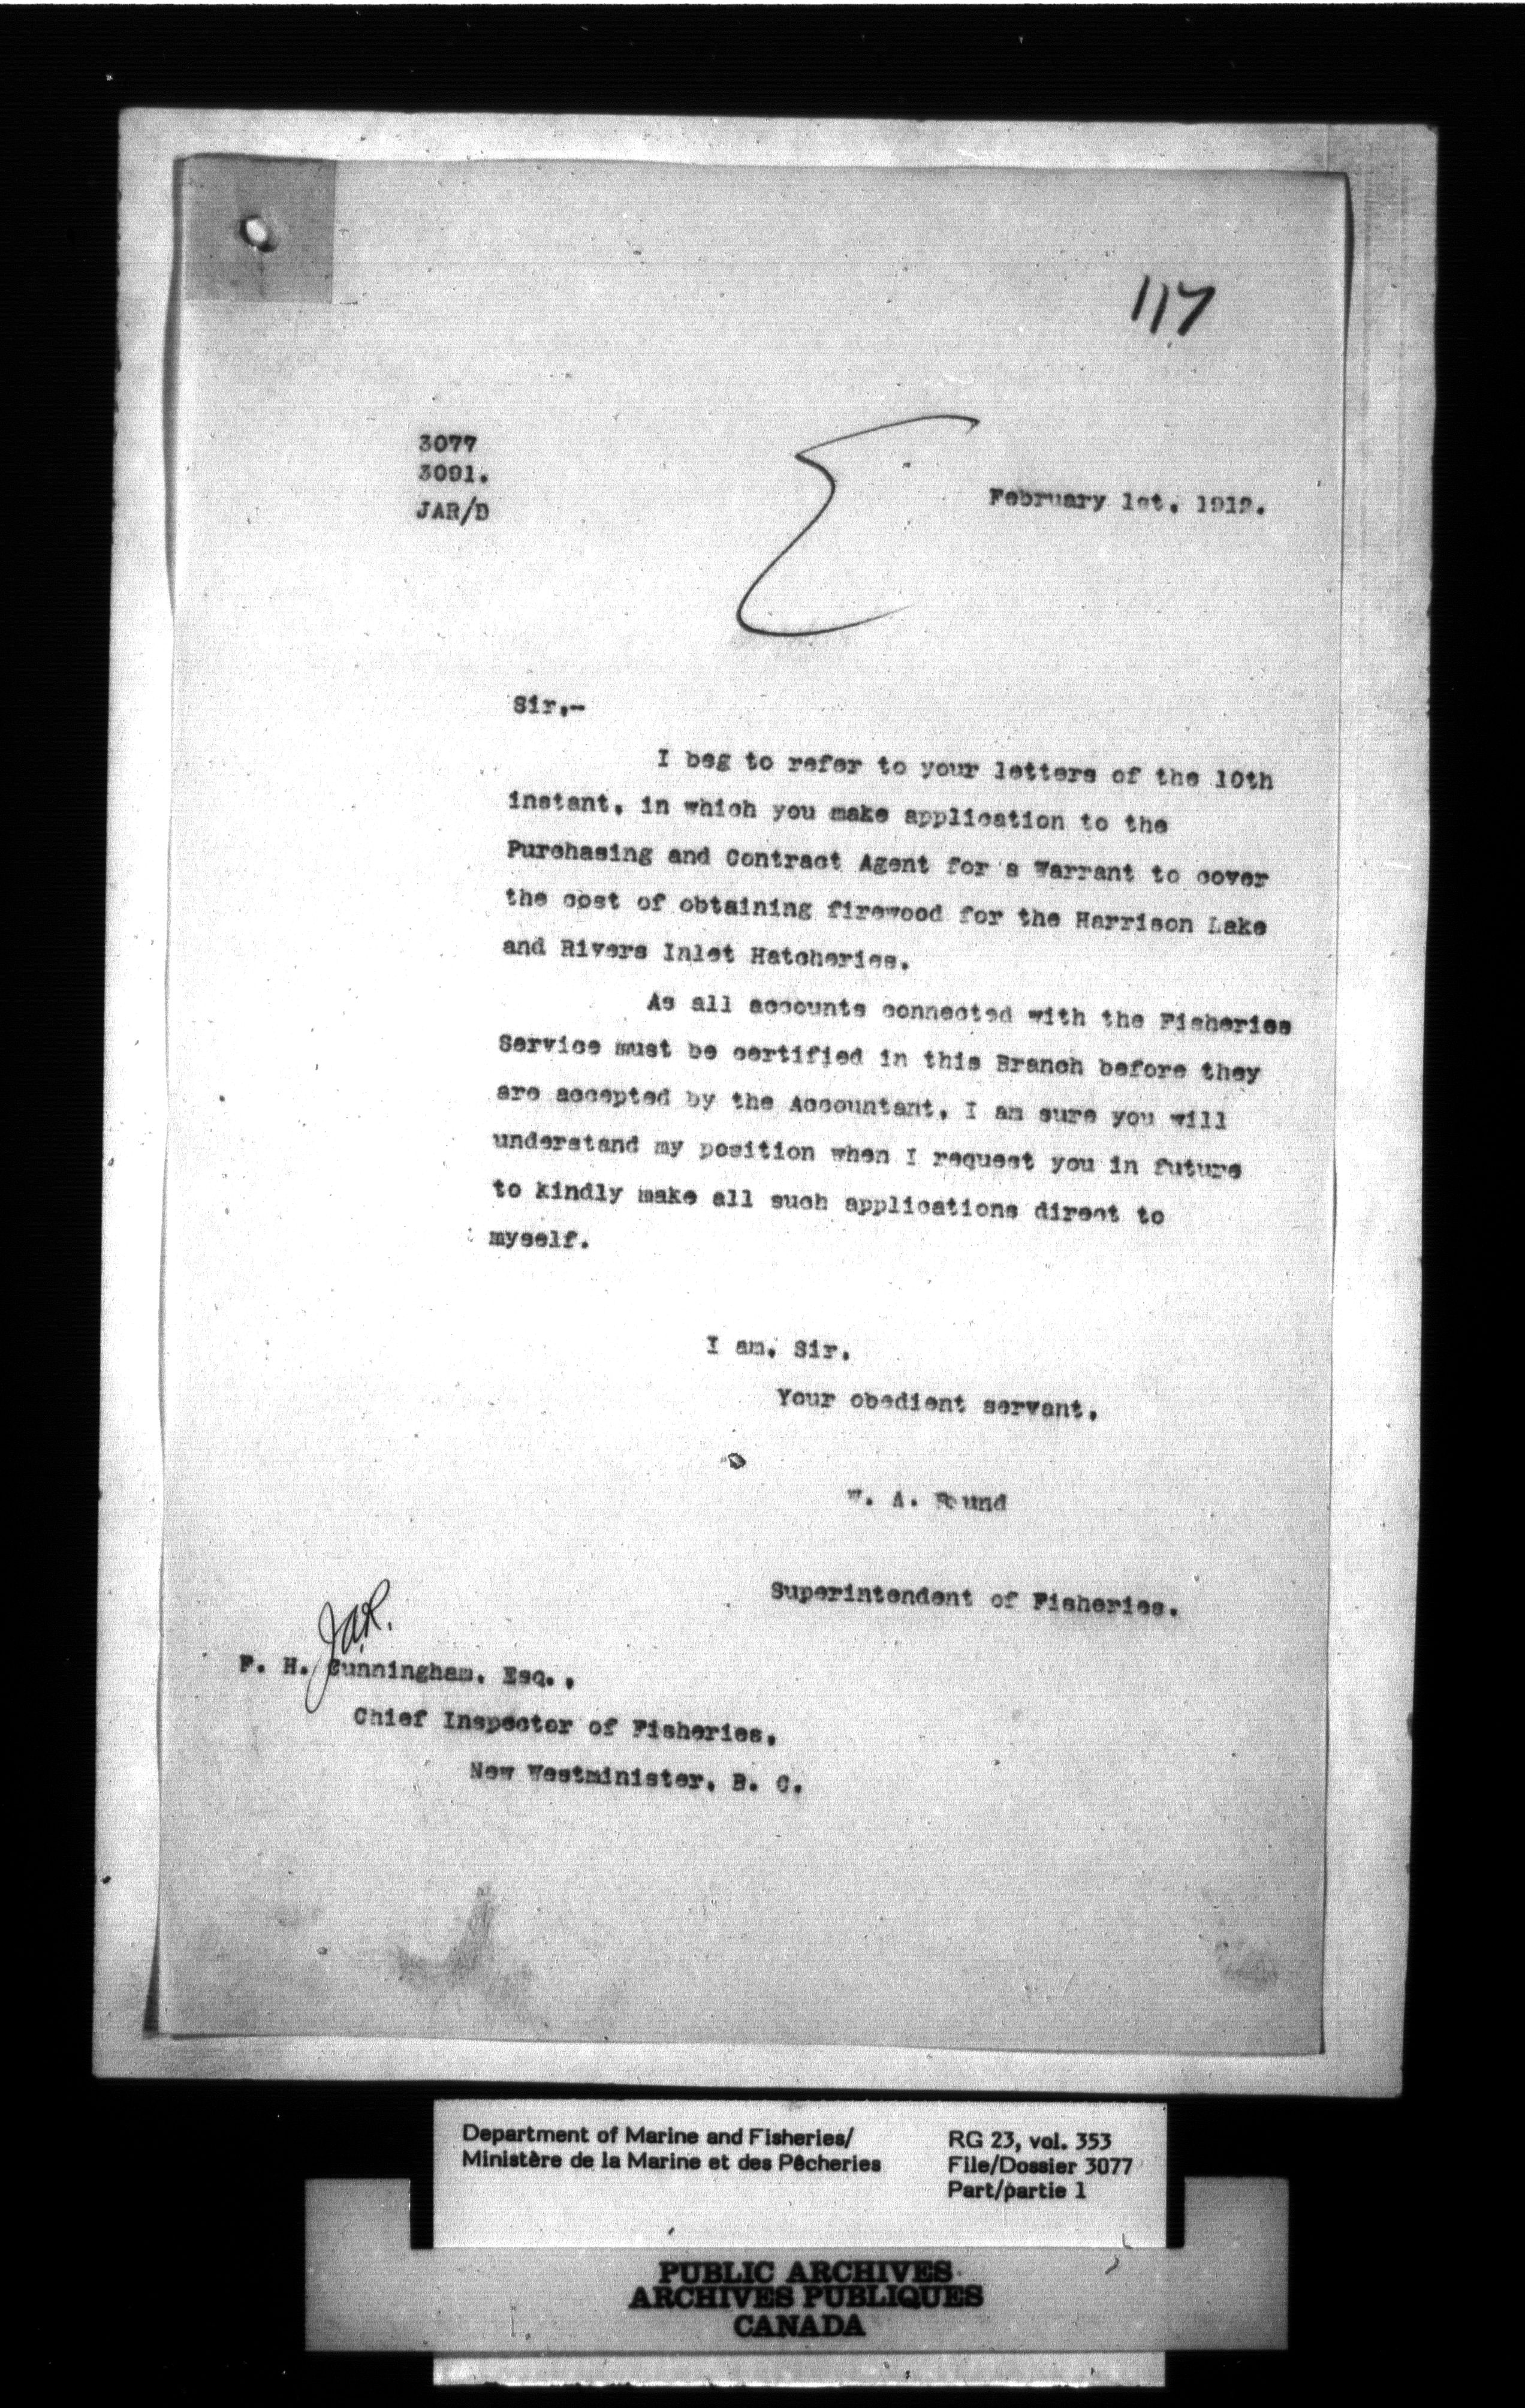 117
3077
3091.
JAR/D
February 1st, 1912.
Sir,-
I beg to refer to your letters of the 10th
instant, in which you make application to the
Purchasing and Contract Agent for a Warrant to cover
the cost of obtaining firewood for the Harrison Lake
and Rivers Inlet Hatcheries.
As all accounts connected with the Fisheries
Service must be certified in this Branch before they
are accepted by the Accountant, I am sure you will
understand my position when I request you in future
to kindly make all such applications direct to
myself.
I am, Sir,
Your obedient servant,
W. A. Found
Superintendent of Fisheries.
JAR.
F. H. Cunningham, Esq.,
Chief Inspector of Fisheries,
New Westminister, B. C.
Department of Marine and Fisheries/
Ministère de la Marine et des Pêcheries
RG 23, vol. 353
File/Dossier 3077
Part/partie 1
PUBLIC ARCHIVES
ARCHIVES PUBLIQUES
CANADA